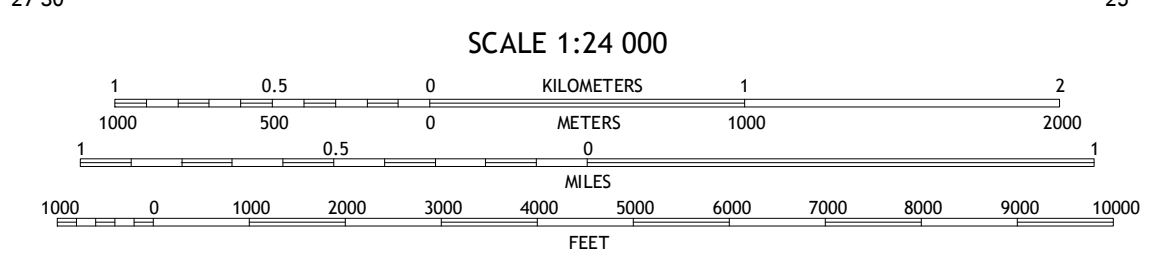 27'30" 25'
SCALE 1:24 000
1 0.5 0 KILOMETERS 1 2
1000 500 0 METERS 1000 2000
1 0.5 0 1
MILES
1000 0 1000 2000 3000 4000 5000 6000 7000 8000 9000 10000
FEET